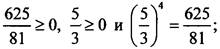 625/81 ≥ 0, 5/3 ≥ 0 и (5/3)⁴ = 625/81;